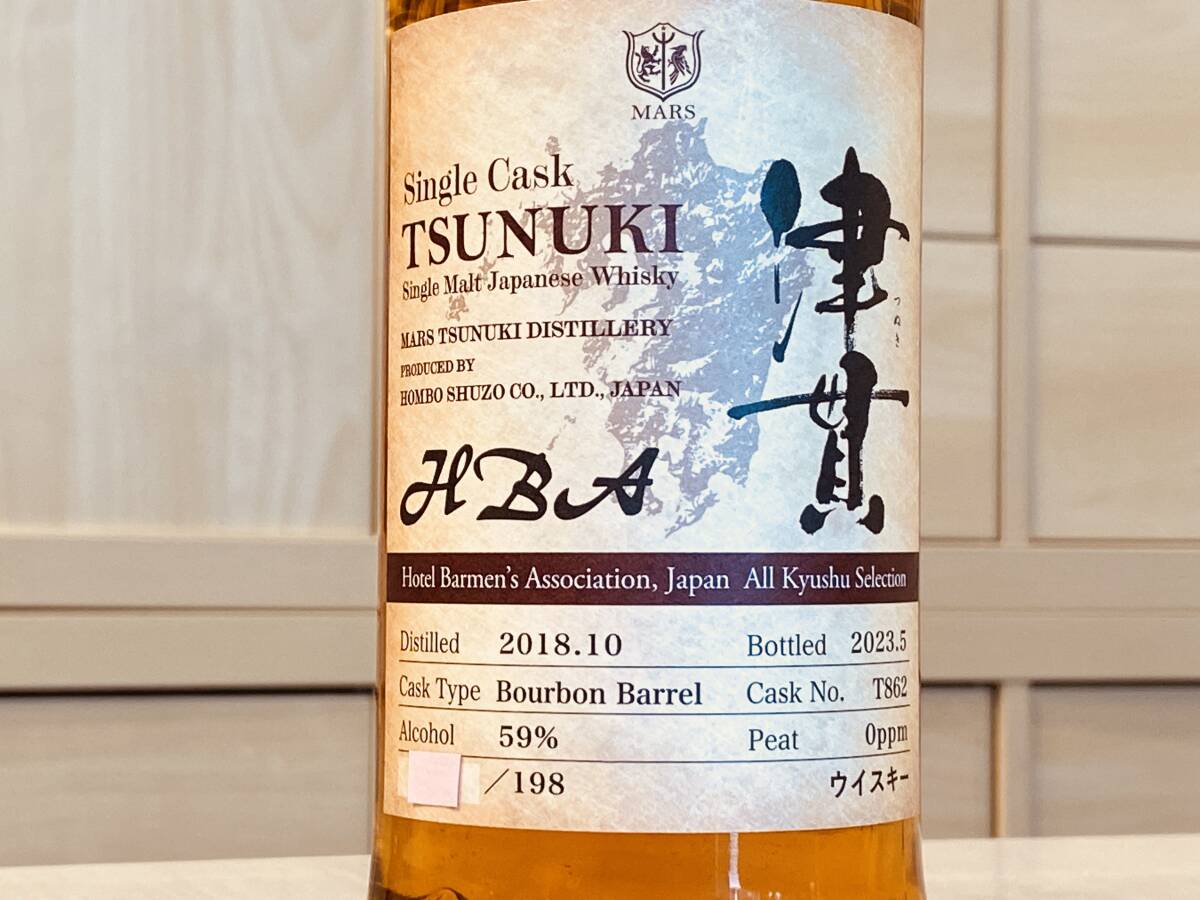 MARS
Single Cask
TSUNUKI
Single Malt Japanese Whisky
MARS TSUNUKI DISTILLERY
PRODUCED BY
HOMBO SHUZO CO., LTD., JAPAN
津貫
つぬき
HBA
Hotel Barmen's Association, Japan All Kyushu Selection
Distilled 2018.10 Bottled 2023.5
Cask Type Bourbon Barrel Cask No. T862
Alcohol 59% Peat 0ppm
/198 ウイスキー